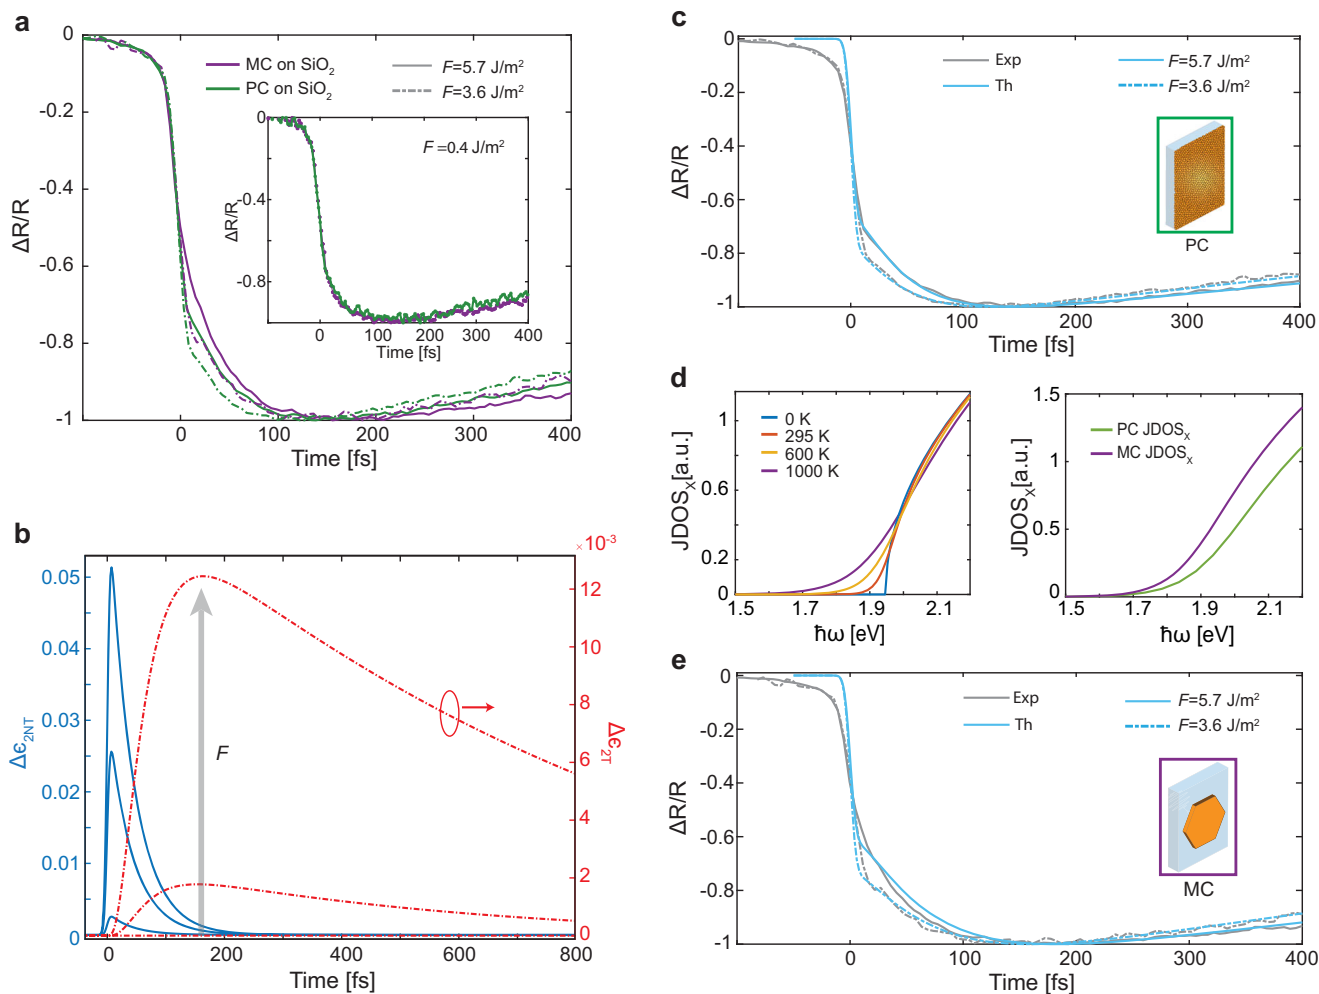 a
0
-0.2
-0.4
-0.6
-0.8
-1
ΔR/R
MC on SiO2
PC on SiO2
F=5.7 J/m²
F=3.6 J/m²
0
-0.4
-0.8
ΔR/R
F=0.4 J/m²
0 100 200 300 400
Time [fs]
0 100 200 300 400
Time [fs]
b
0.05
0.04
0.03
0.02
0.01
0
Δϵ2NT
× 10⁻³
12
10
8
6
4
2
0
Δϵ2T
F
0 200 400 600 800
Time [fs]
c
0
-0.2
-0.4
-0.6
-0.8
-1
ΔR/R
Exp
Th
F=5.7 J/m²
F=3.6 J/m²
PC
0 100 200 300 400
Time [fs]
d
1
0.6
0.2
0
JDOSX[a.u.]
0 K
295 K
600 K
1000 K
1.5 1.7 1.9 2.1
ħω [eV]
1.5
1
0.5
0
JDOSX[a.u.]
PC JDOSX
MC JDOSX
1.5 1.7 1.9 2.1
ħω [eV]
e
0
-0.2
-0.4
-0.6
-0.8
-1
ΔR/R
Exp
Th
F=5.7 J/m²
F=3.6 J/m²
MC
0 100 200 300 400
Time [fs]